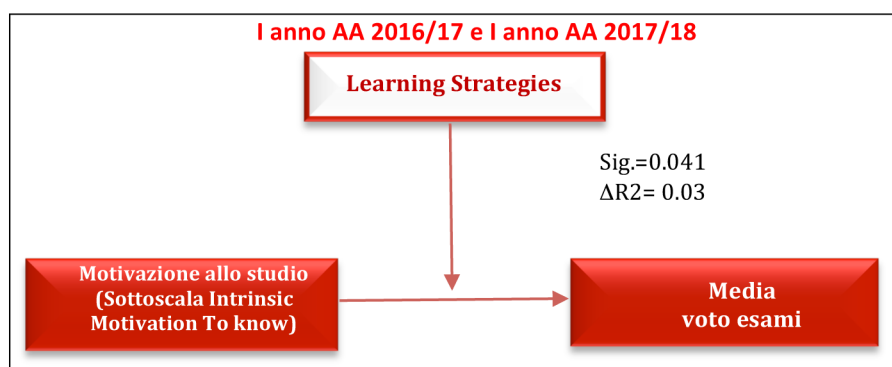 I anno AA 2016/17 e I anno AA 2017/18
Learning Strategies
Sig.=0.041
ΔR2= 0.03
Motivazione allo studio
(Sottoscala Intrinsic
Motivation To know)
Media
voto esami